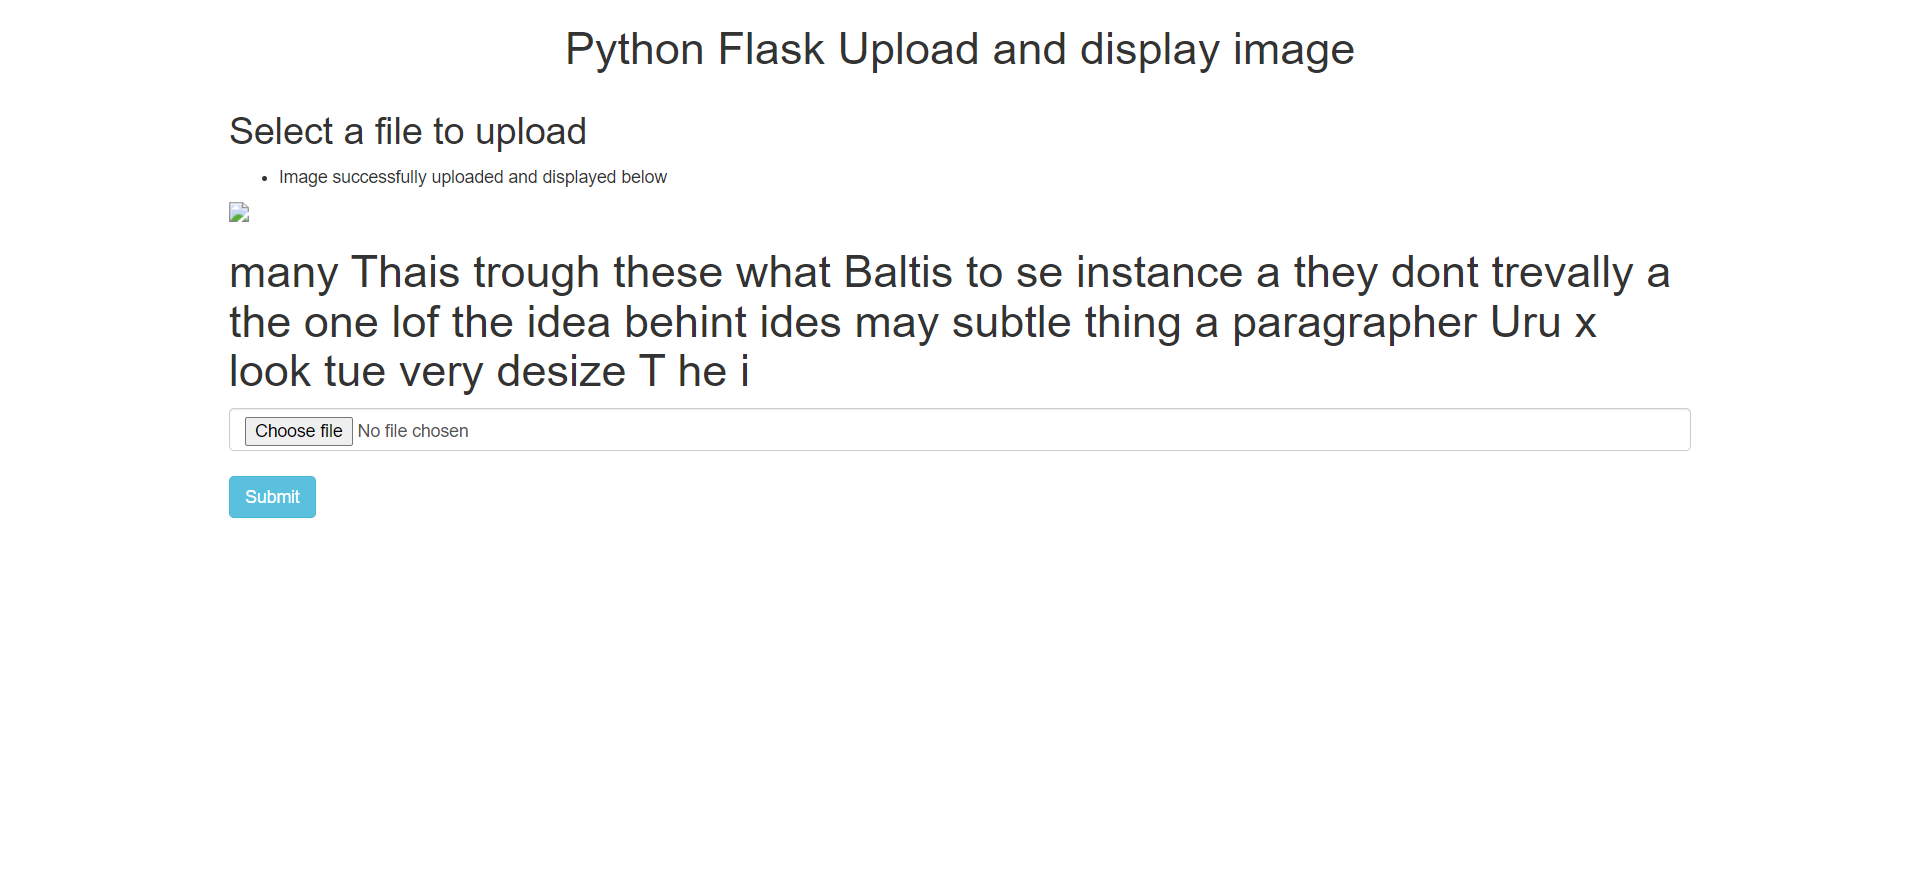 Python Flask Upload and display image
Select a file to upload
Image successfully uploaded and displayed below
many Thais trough these what Baltis to se instance a they dont trevally a
the one lof the idea behint ides may subtle thing a paragrapher Uru x
look tue very desize T he i
Choose file No file chosen
Submit